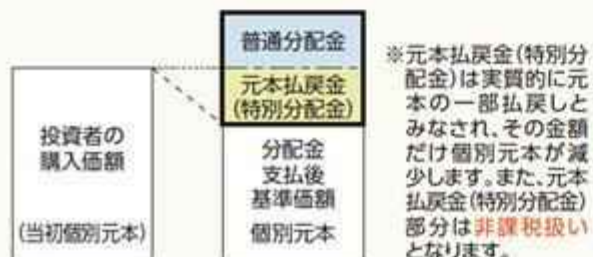 普通分配金
元本払戻金
(特別分配金)
投資者の
購入価額
(当初個別元本)
分配金
支払後
基準価額
個別元本
※元本払戻金(特別分
配金)は実質的に元
本の一部払戻しと
みなされ、その金額
だけ個別元本が減
少します。また、元本
払戻金(特別分配金)
部分は非課税扱い
となります。